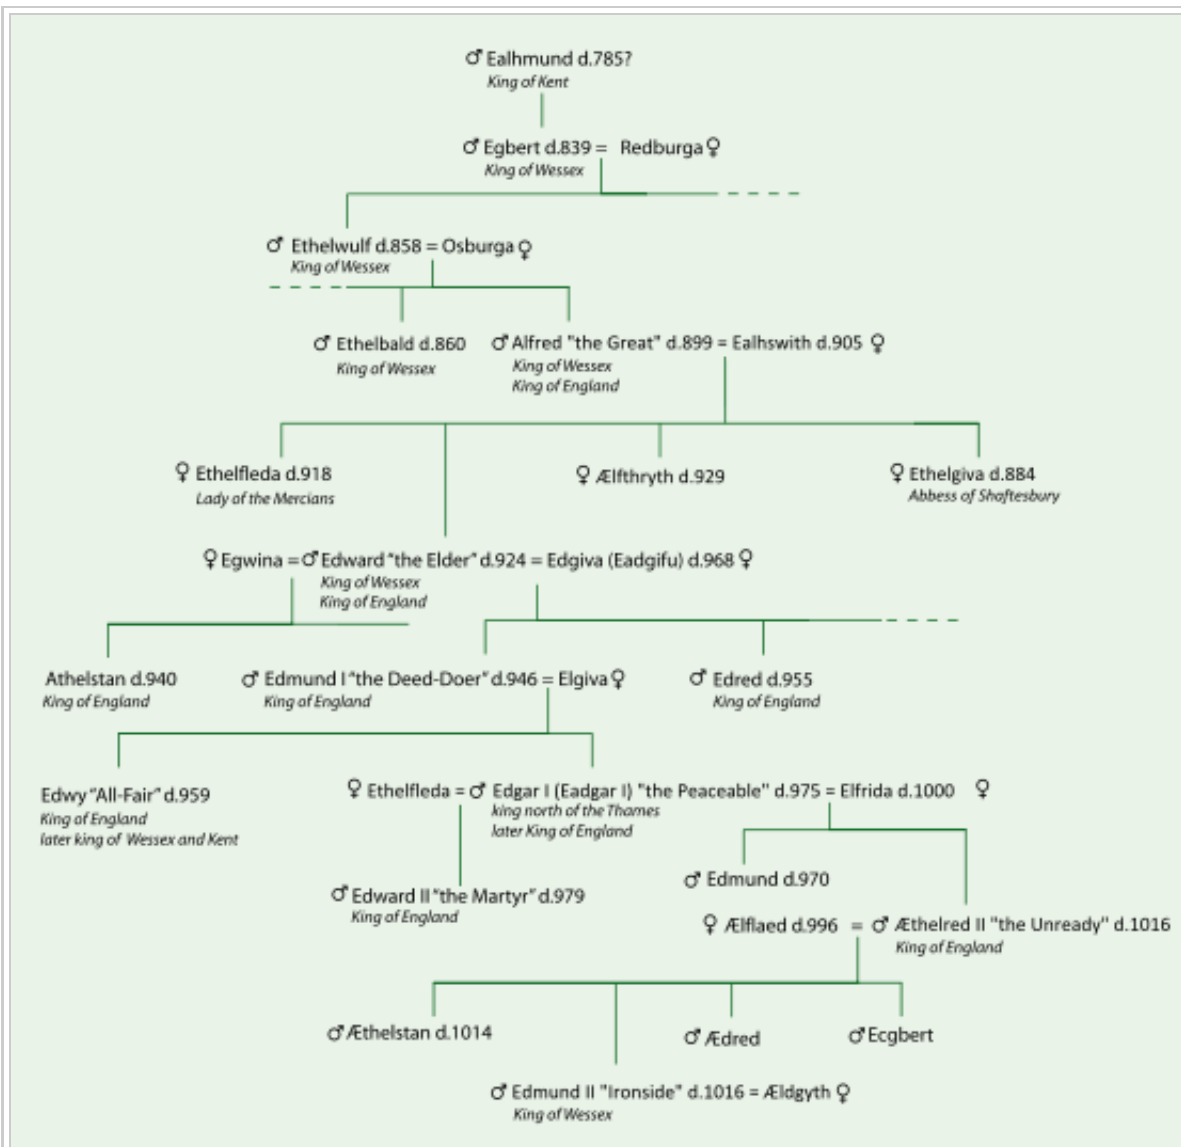 ♂ Ealhmund d.785?
King of Kent
♂ Egbert d.839 = Redburga ♀
King of Wessex
♂ Ethelwulf d.858 = Osburga ♀
King of Wessex
♂ Ethelbald d.860
King of Wessex
♂ Alfred "the Great" d.899 = Ealhswith d.905 ♀
King of Wessex
King of England
♀ Ethelfleda d.918
Lady of the Mercians
♀ Ælfthryth d.929
♀ Ethelgiva d.884
Abbess of Shaftesbury
♀ Egwina = ♂ Edward "the Elder" d.924 = Edgiva (Eadgifu) d.968 ♀
King of Wessex
King of England
Athelstan d.940
King of England
♂ Edmund I "the Deed-Doer" d.946 = Elgiva ♀
King of England
♂ Edred d.955
King of England
Edwy "All-Fair" d.959
King of England
later king of Wessex and Kent
♀ Ethelfleda = ♂ Edgar I (Eadgar I) "the Peaceable" d.975 = Elfrida d.1000 ♀
king north of the Thames
later King of England
♂ Edmund d.970
♂ Edward II "the Martyr" d.979
King of England
♀ Ælflaed d.996 = ♂ Æthelred II "the Unready" d.1016
King of England
♂ Æthelstan d.1014
♂ Ædred
♂ Ecgbert
♂ Edmund II "Ironside" d.1016 = Ældgyth ♀
King of Wessex